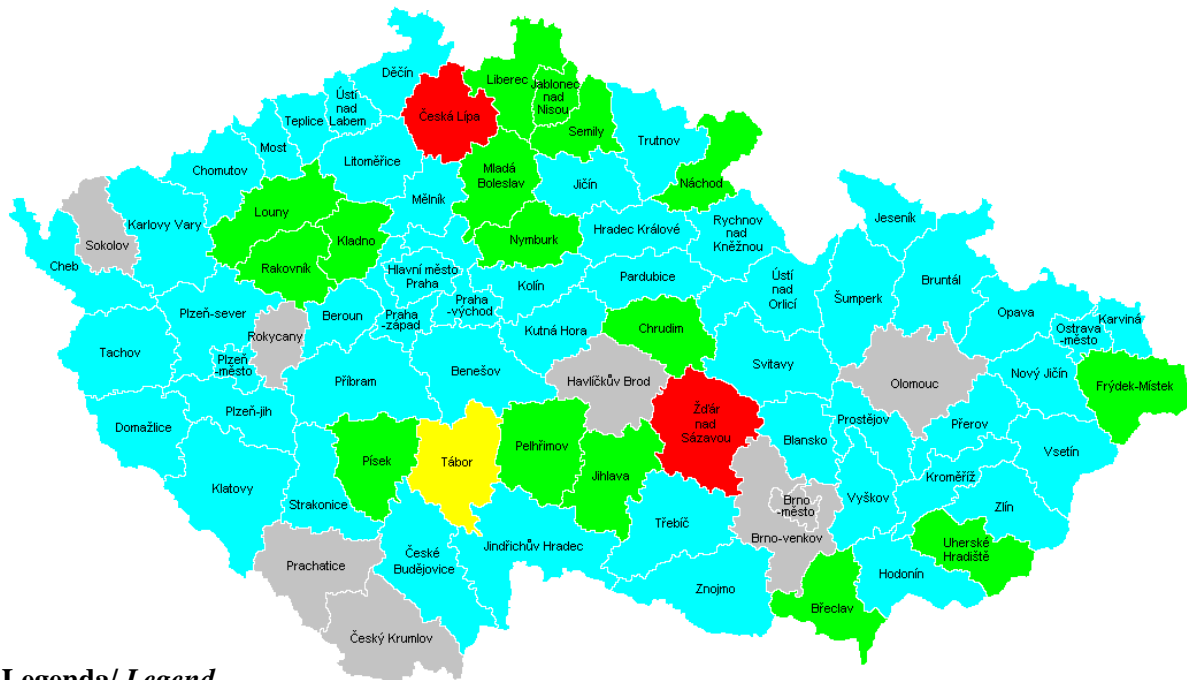 Děčín
Liberec
Jablonec
nad
Nisou
Ústí
nad
Labem
Teplice
Česká Lípa
Semily
Most
Trutnov
Litoměřice
Chomutov
Mladá
Boleslav
Jičín
Náchod
Mělník
Louny
Karlovy Vary
Jeseník
Rychnov
nad
Kněžnou
Sokolov
Hradec Králové
Kladno
Nymburk
Cheb
Rakovník
Hlavní město
Praha
Pardubice
Kolín
Ústí
nad
Orlicí
Bruntál
Šumperk
Praha
-východ
Plzeň-sever
Beroun
Praha
-západ
Opava
Karviná
Ostrava
-město
Kutná Hora
Chrudim
Rokycany
Tachov
Plzeň
-město
Svitavy
Benešov
Nový Jičín
Příbram
Havlíčkův Brod
Olomouc
Frýdek-Místek
Plzeň-jih
Žďár
nad
Sázavou
Domažlice
Prostějov
Přerov
Blansko
Pelhřimov
Vsetín
Písek
Tábor
Jihlava
Kroměříž
Klatovy
Vyškov
Brno
-město
Strakonice
Zlín
Třebíč
Brno-venkov
Uherské
Hradiště
Jindřichův Hradec
České
Budějovice
Prachatice
Hodonín
Znojmo
Břeclav
Český Krumlov
Legenda/ Legend